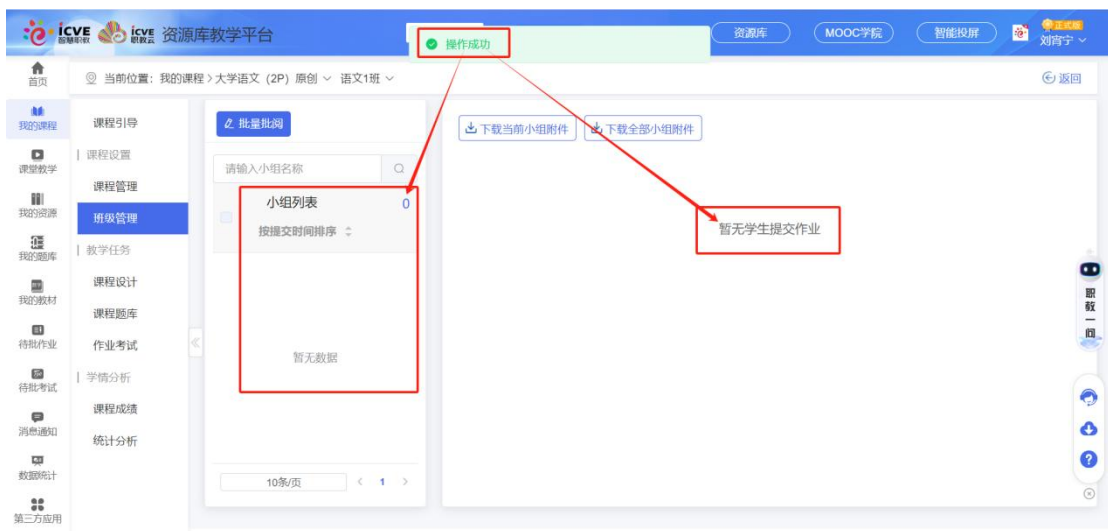 icve 智慧职教 icve 职教云 资源库教学平台
操作成功
资源库 MOOC学院 智能投屏 正式版 刘宵宁
首页
当前位置：我的课程 > 大学语文（2P）原创 语文1班
返回
我的课程
课堂教学
我的资源
我的题库
我的教材
待批作业
待批考试
消息通知
数据统计
第三方应用
课程引导
课程设置
课程管理
班级管理
教学任务
课程设计
课程题库
作业考试
学情分析
课程成绩
统计分析
批量批阅
请输入小组名称
小组列表 0
按提交时间排序
暂无数据
10条/页 < 1 >
下载当前小组附件 下载全部小组附件
暂无学生提交作业
职教一问